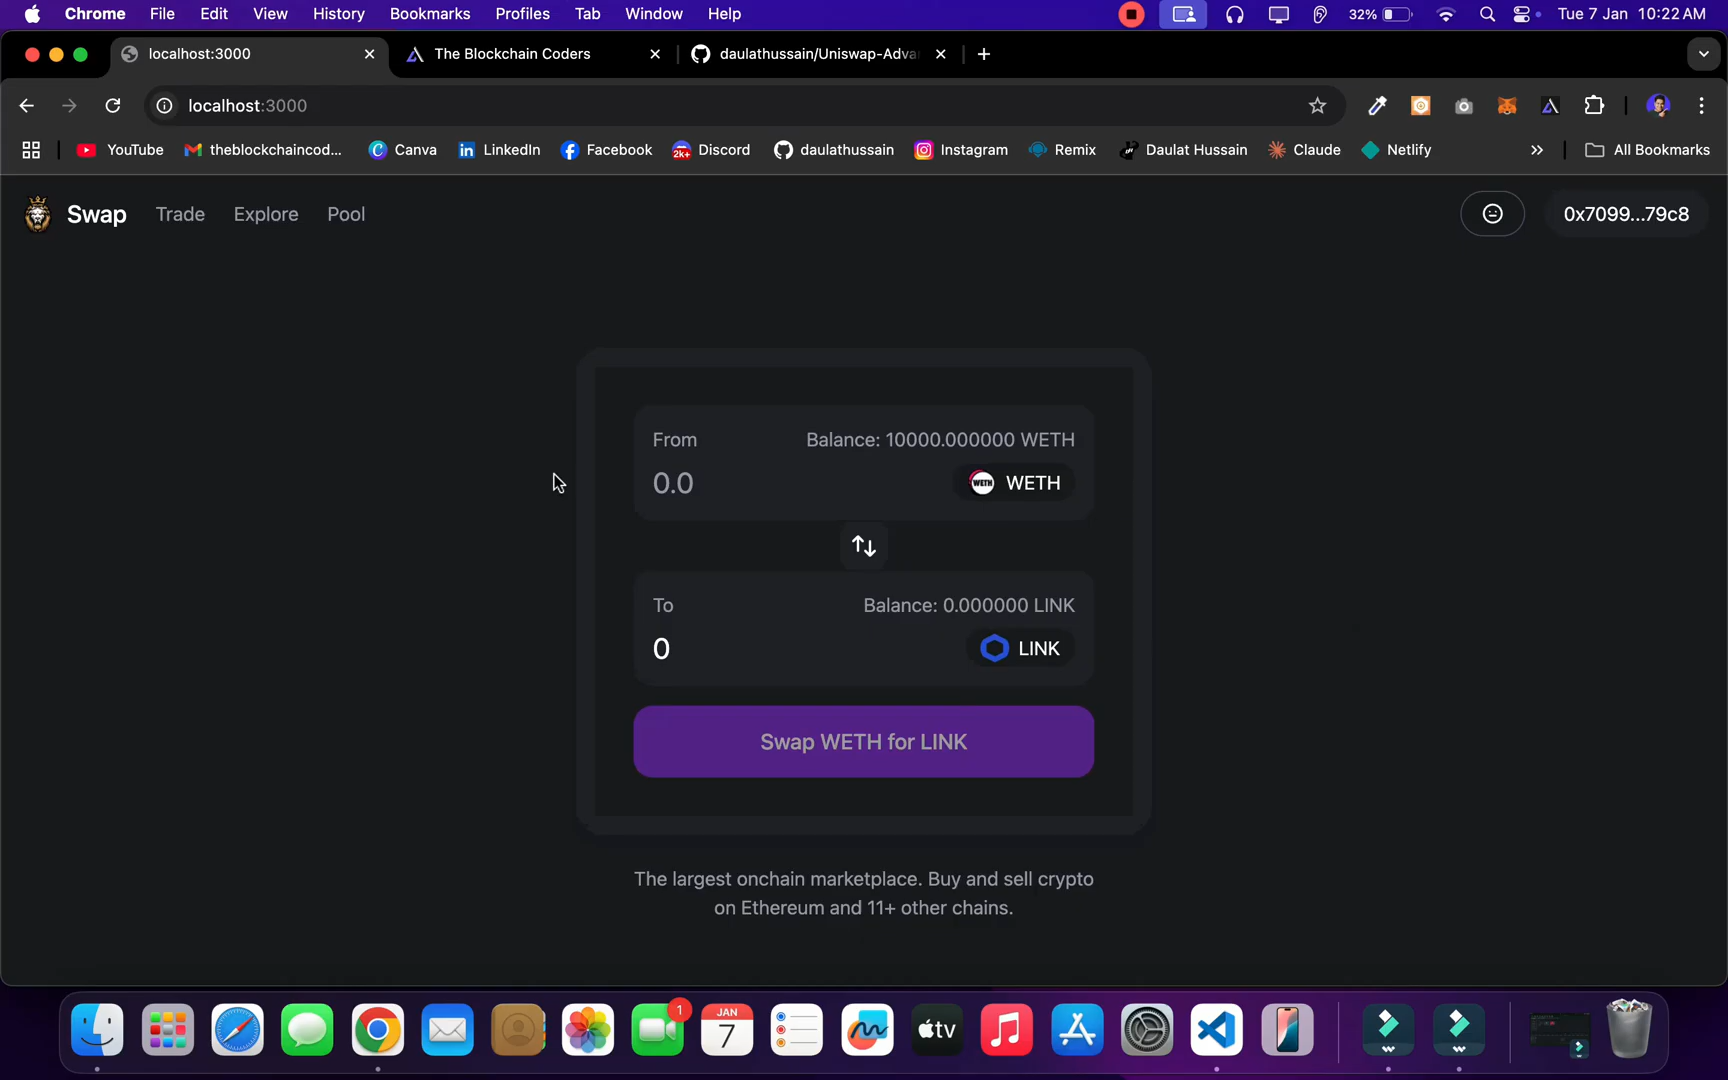 Chrome File Edit View History Bookmarks Profiles Tab Window Help 32% Tue 7 Jan 10:22 AM
localhost:3000 The Blockchain Coders daulathussain/Uniswap-Adva
localhost:3000
YouTube theblockchaincod... Canva LinkedIn Facebook 2k+ Discord daulathussain Instagram Remix Daulat Hussain Claude Netlify All Bookmarks
Swap Trade Explore Pool 0x7099...79c8
From Balance: 10000.000000 WETH
0.0 WETH WETH
To Balance: 0.000000 LINK
0 LINK
Swap WETH for LINK
The largest onchain marketplace. Buy and sell crypto
on Ethereum and 11+ other chains.
1
JAN
7
tv